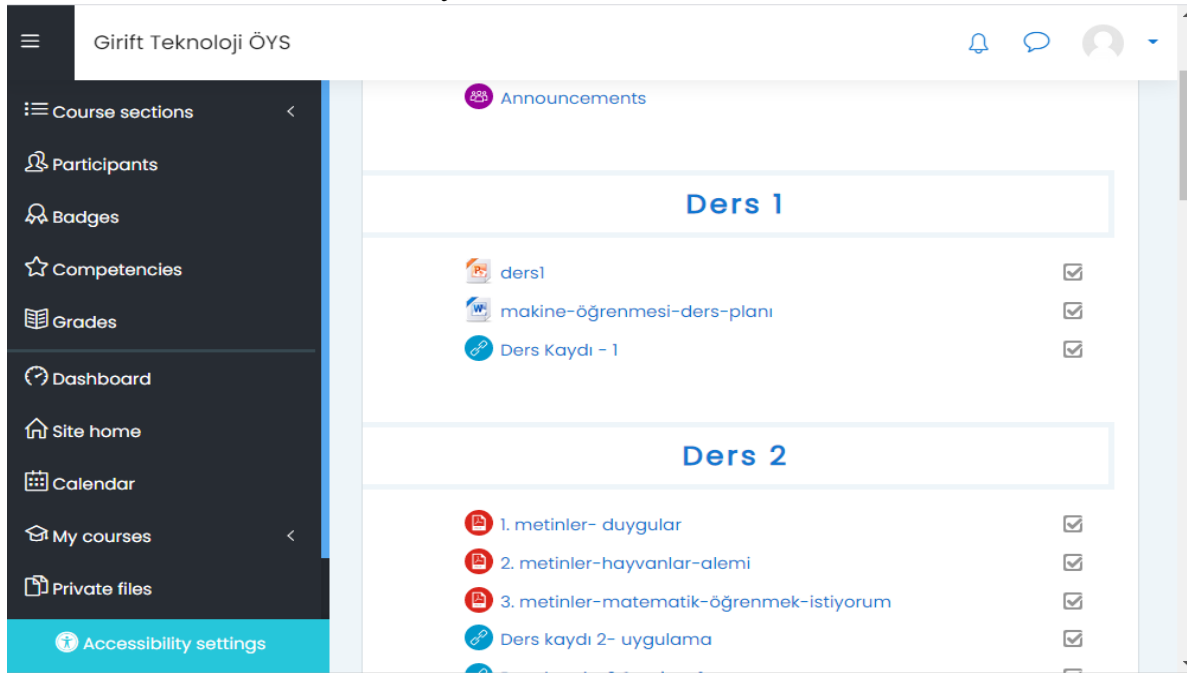 Girift Teknoloji ÖYS
Course sections
Participants
Badges
Competencies
Grades
Dashboard
Site home
Calendar
My courses
Private files
Accessibility settings
Announcements
Ders 1
ders1
makine-öğrenmesi-ders-planı
Ders Kaydı - 1
Ders 2
1. metinler- duygular
2. metinler-hayvanlar-alemi
3. metinler-matematik-öğrenmek-istiyorum
Ders kaydı 2- uygulama